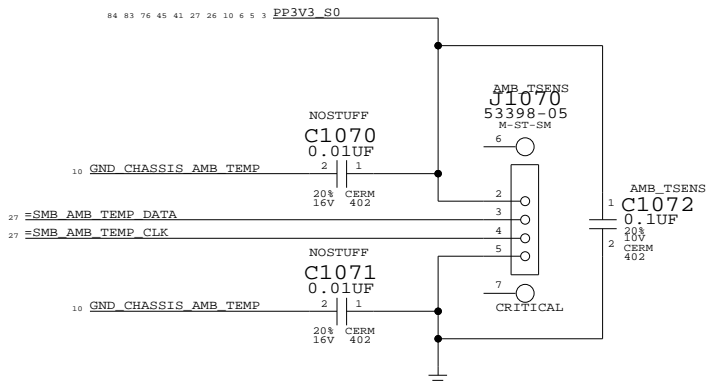 84 83 76 45 41 27 26 10 6 5 3 PP3V3_S0
AMB_TSENS
J1070
53398-05
M-ST-SM
6
NOSTUFF
C1070
0.01UF
2 1
10 GND_CHASSIS_AMB_TEMP
20% CERM
16V 402
2
27 =SMB_AMB_TEMP_DATA
3
27 =SMB_AMB_TEMP_CLK
4
5
AMB_TSENS
1 C1072
0.1UF
20%
10V
2 CERM
402
NOSTUFF
C1071
0.01UF
2 1
10 GND_CHASSIS_AMB_TEMP
20% CERM
16V 402
7
CRITICAL